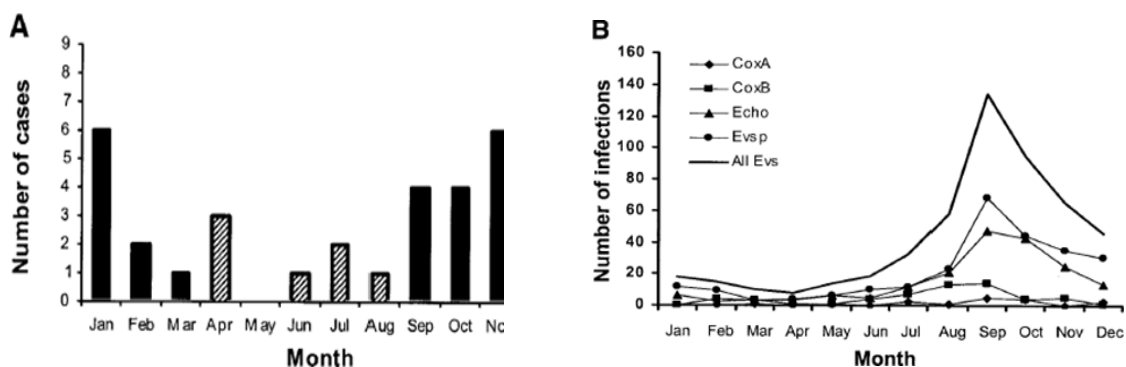 A
Number of cases
9
8
7
6
5
4
3
2
1
0
Jan Feb Mar Apr May Jun Jul Aug Sep Oct No
Month
B
Number of infections
160
140
120
100
80
60
40
20
0
CoxA
CoxB
Echo
Evsp
All Evs
Jan Feb Mar Apr May Jun Jul Aug Sep Oct Nov Dec
Month